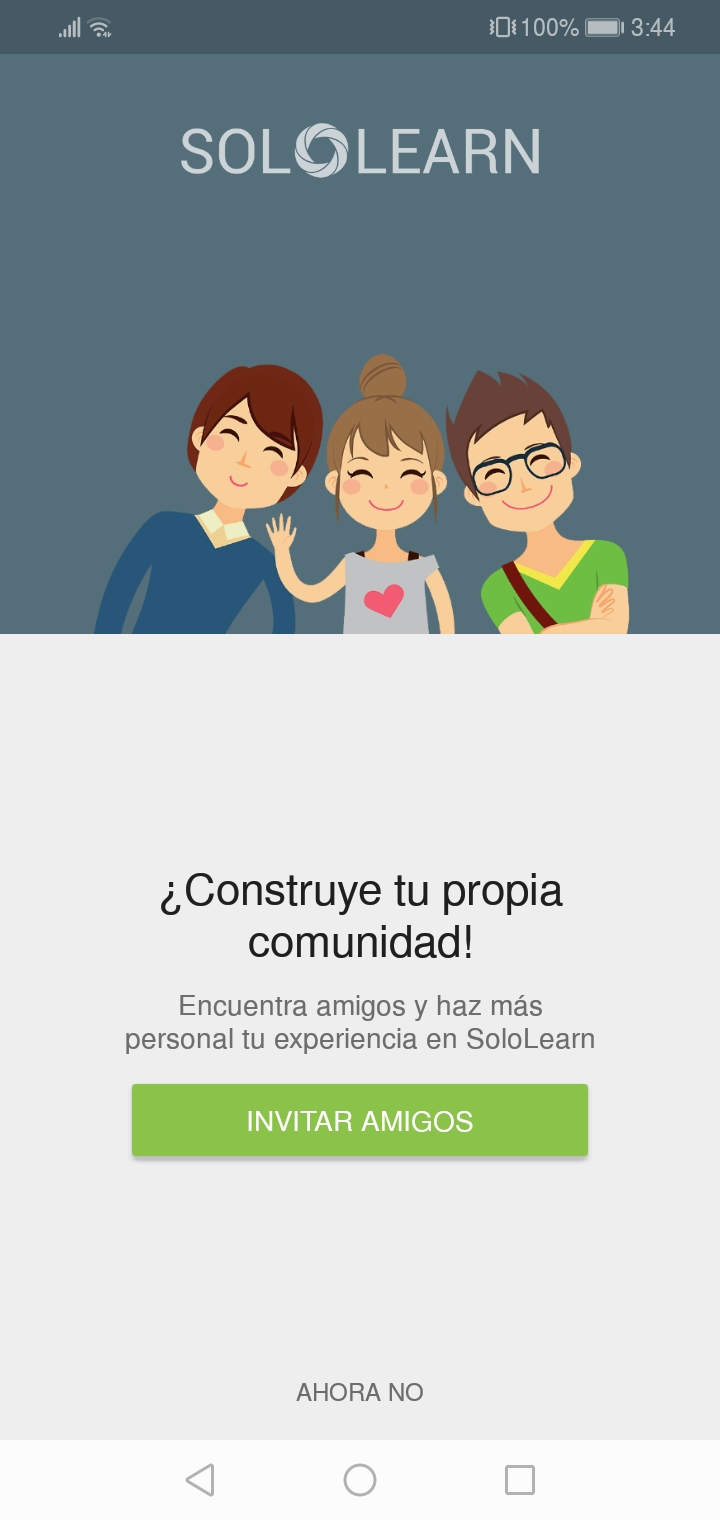 100% 3:44
SOLOLEARN
¿Construye tu propia
comunidad!
Encuentra amigos y haz más
personal tu experiencia en SoloLearn
INVITAR AMIGOS
AHORA NO